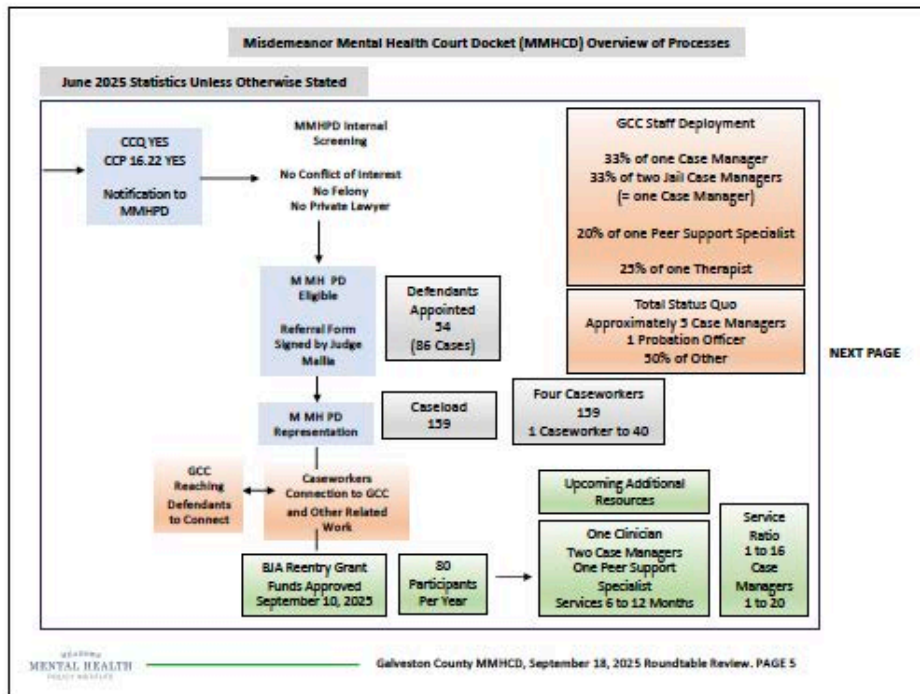 Misdemeanor Mental Health Court Docket (MMHCD) Overview of Processes
June 2025 Statistics Unless Otherwise Stated
CCQ YES
CCP 16.22 YES
Notification to
MMHPD
MMHPD Internal
Screening
No Conflict of Interest
No Felony
No Private Lawyer
GCC Staff Deployment
33% of one Case Manager
33% of two Jail Case Managers
(= one Case Manager)
20% of one Peer Support Specialist
25% of one Therapist
M MH PD
Eligible
Referral Form
Signed by Judge
Mallia
Defendants
Appointed
54
(86 Cases)
Total Status Quo
Approximately 5 Case Managers
1 Probation Officer
50% of Other
NEXT PAGE
M MH PD
Representation
Caseload
159
Four Caseworkers
159
1 Caseworker to 40
GCC
Reaching
Defendants
to Connect
Caseworkers
Connection to GCC
and Other Related
Work
Upcoming Additional
Resources
BJA Reentry Grant
Funds Approved
September 10, 2025
80
Participants
Per Year
One Clinician
Two Case Managers
One Peer Support
Specialist
Services 6 to 12 Months
Service
Ratio
1 to 16
Case
Managers
1 to 20
MENTAL HEALTH
Galveston County MMHCD, September 18, 2025 Roundtable Review. PAGE 5